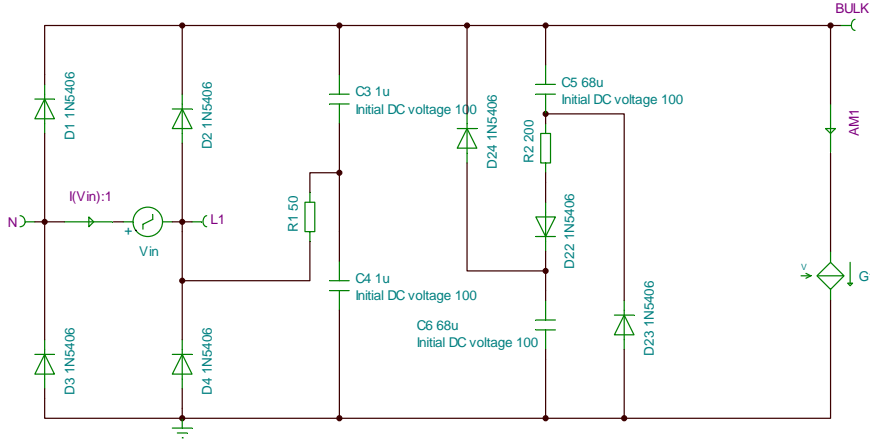 BULK
C3 1u
Initial DC voltage 100
C5 68u
Initial DC voltage 100
D1 1N5406
D2 1N5406
D24 1N5406
R2 200
AM1
N
I(Vin):1
L1
+
Vin
R1 50
D22 1N5406
V
G
C4 1u
Initial DC voltage 100
C6 68u
Initial DC voltage 100
D23 1N5406
D3 1N5406
D4 1N5406